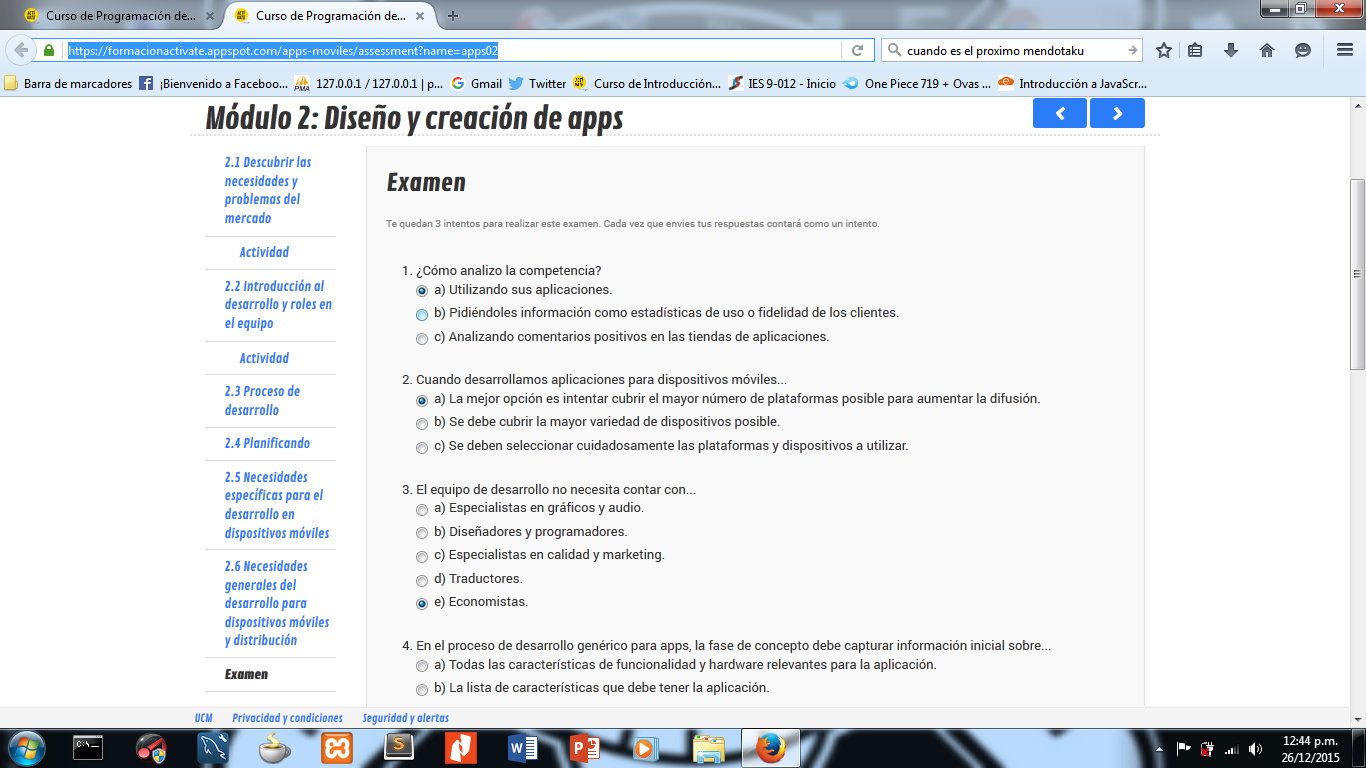 Curso de Programación de...
Curso de Programación de...
https://formacionactivate.appspot.com/apps-moviles/assessment?name=apps02
cuando es el proximo mendotaku
Barra de marcadores
¡Bienvenido a Faceboo...
127.0.0.1 / 127.0.0.1 | p...
Gmail
Twitter
Curso de Introducción...
IES 9-012 - Inicio
One Piece 719 + Ovas ...
Introducción a JavaScr...
Módulo 2: Diseño y creación de apps
2.1 Descubrir las
necesidades y
problemas del
mercado
Actividad
2.2 Introducción al
desarrollo y roles en
el equipo
Actividad
2.3 Proceso de
desarrollo
2.4 Planificando
2.5 Necesidades
específicas para el
desarrollo en
dispositivos móviles
2.6 Necesidades
generales del
desarrollo para
dispositivos móviles
y distribución
Examen
Examen
Te quedan 3 intentos para realizar este examen. Cada vez que envies tus respuestas contará como un intento.
1. ¿Cómo analizo la competencia?
a) Utilizando sus aplicaciones.
b) Pidiéndoles información como estadísticas de uso o fidelidad de los clientes.
c) Analizando comentarios positivos en las tiendas de aplicaciones.
2. Cuando desarrollamos aplicaciones para dispositivos móviles...
a) La mejor opción es intentar cubrir el mayor número de plataformas posible para aumentar la difusión.
b) Se debe cubrir la mayor variedad de dispositivos posible.
c) Se deben seleccionar cuidadosamente las plataformas y dispositivos a utilizar.
3. El equipo de desarrollo no necesita contar con...
a) Especialistas en gráficos y audio.
b) Diseñadores y programadores.
c) Especialistas en calidad y marketing.
d) Traductores.
e) Economistas.
4. En el proceso de desarrollo genérico para apps, la fase de concepto debe capturar información inicial sobre...
a) Todas las características de funcionalidad y hardware relevantes para la aplicación.
b) La lista de características que debe tener la aplicación.
UCM
Privacidad y condiciones
Seguridad y alertas
12:44 p.m.
26/12/2015